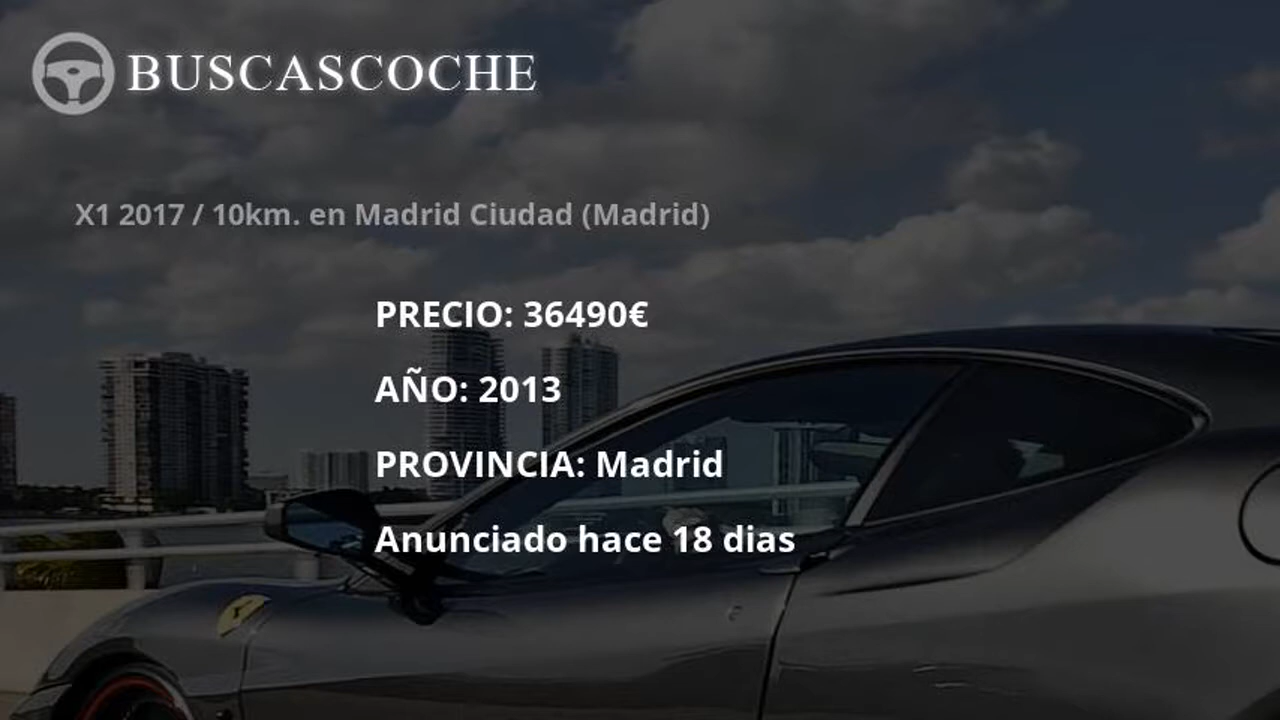 BUSCASCOCHE
X1 2017 / 10km. en Madrid Ciudad (Madrid)
PRECIO: 36490€
AÑO: 2013
PROVINCIA: Madrid
Anunciado hace 18 dias